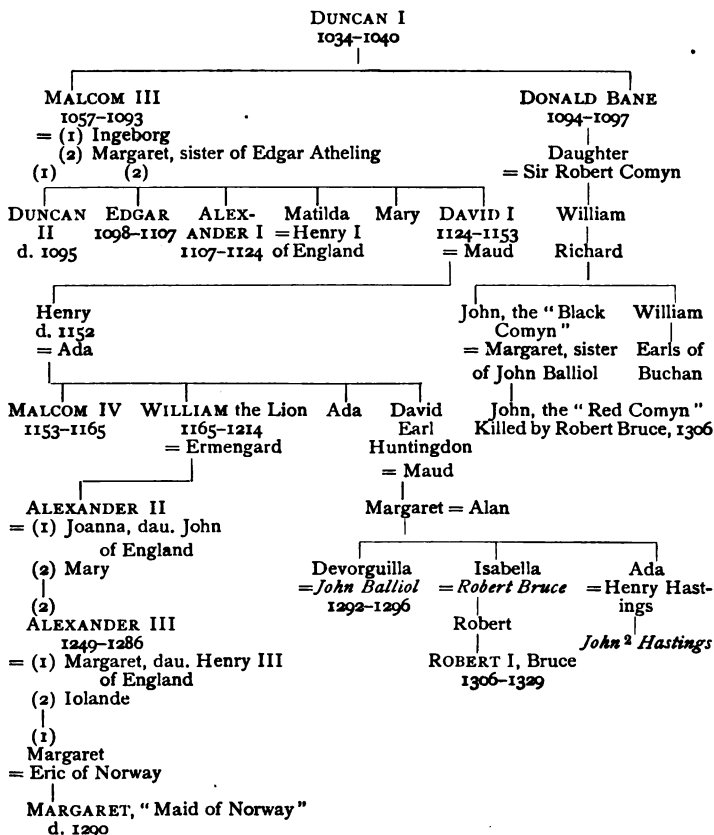 DUNCAN I
1034-1040
MALCOM III
1057-1093
= (1) Ingeborg
(2) Margaret, sister of Edgar Atheling
(1) (2)
DONALD BANE
1094-1097
Daughter
= Sir Robert Comyn
DUNCAN
II
d. 1095
EDGAR
1098-1107
ALEX-
ANDER I
1107-1124
Matilda
= Henry I
of England
Mary
DAVID I
1124-1153
= Maud
William
Richard
Henry
d. 1152
= Ada
John, the "Black
Comyn"
= Margaret, sister
of John Balliol
William
Earls of
Buchan
MALCOM IV
1153-1165
WILLIAM the Lion
1165-1214
= Ermengard
Ada
David
Earl
Huntingdon
= Maud
John, the "Red Comyn"
Killed by Robert Bruce, 1306
ALEXANDER II
= (1) Joanna, dau. John
of England
(2) Mary
(2)
Margaret = Alan
Devorguilla
= John Balliol
1292-1296
Isabella
= Robert Bruce
Robert
ROBERT I, Bruce
1306-1329
Ada
= Henry Hast-
ings
John ² Hastings
ALEXANDER III
1249-1286
= (1) Margaret, dau. Henry III
of England
(2) Iolande
(1)
Margaret
= Eric of Norway
MARGARET, "Maid of Norway"
d. 1290